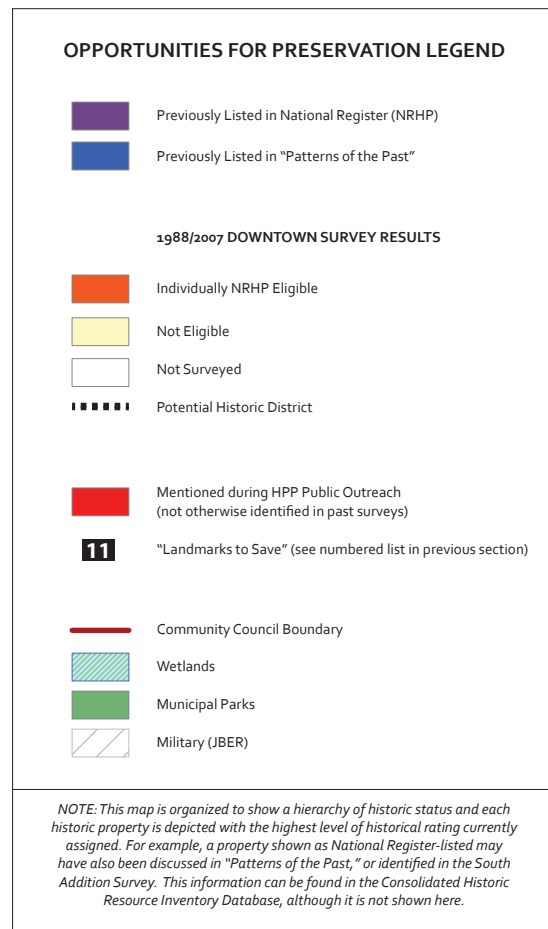 OPPORTUNITIES FOR PRESERVATION LEGEND
Previously Listed in National Register (NRHP)
Previously Listed in “Patterns of the Past”
1988/2007 DOWNTOWN SURVEY RESULTS
Individually NRHP Eligible
Not Eligible
Not Surveyed
Potential Historic District
Mentioned during HPP Public Outreach
(not otherwise identified in past surveys)
11 “Landmarks to Save” (see numbered list in previous section)
Community Council Boundary
Wetlands
Municipal Parks
Military (JBER)
NOTE: This map is organized to show a hierarchy of historic status and each
historic property is depicted with the highest level of historical rating currently
assigned. For example, a property shown as National Register-listed may
have also been discussed in “Patterns of the Past,” or identified in the South
Addition Survey. This information can be found in the Consolidated Historic
Resource Inventory Database, although it is not shown here.